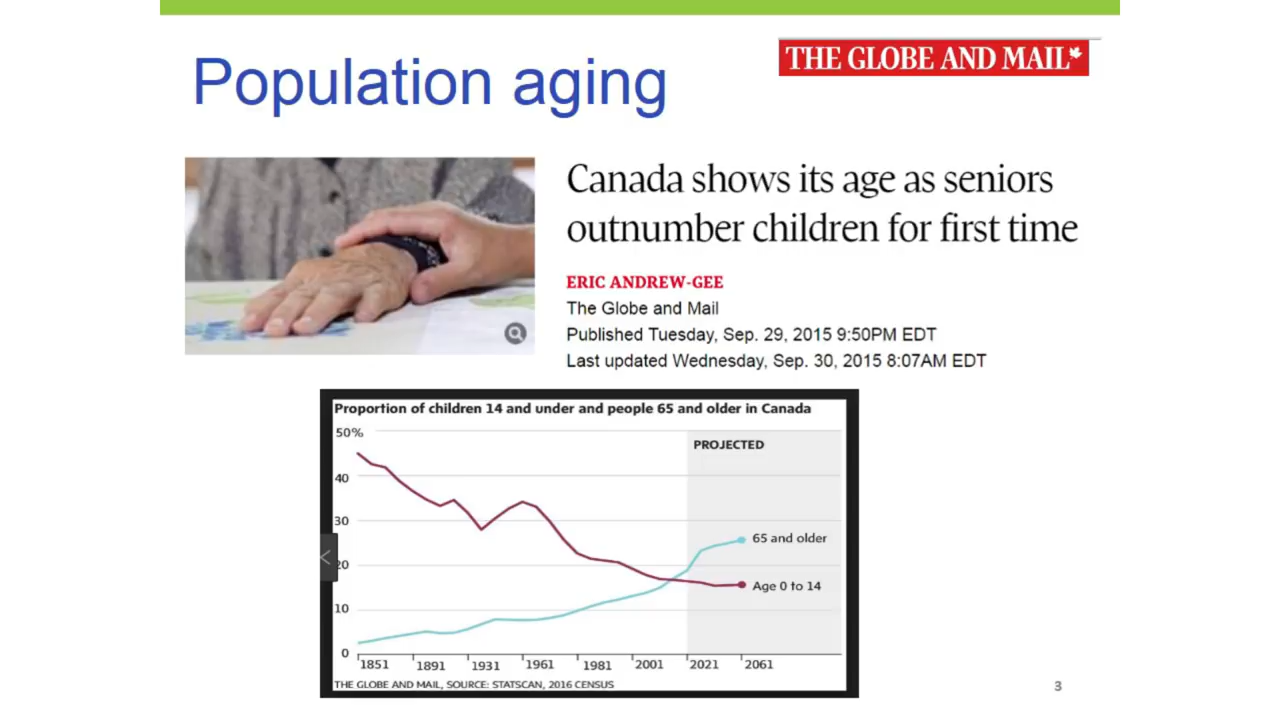 THE GLOBE AND MAIL
Population aging
Canada shows its age as seniors
outnumber children for first time
ERIC ANDREW-GEE
The Globe and Mail
Published Tuesday, Sep. 29, 2015 9:50PM EDT
Last updated Wednesday, Sep. 30, 2015 8:07AM EDT
Proportion of children 14 and under and people 65 and older in Canada
50%
PROJECTED
40
30
65 and older
20
Age 0 to 14
10
0
1851 1891 1931 1961 1981 2001 2021 2061
THE GLOBE AND MAIL, SOURCE: STATSCAN, 2016 CENSUS
3